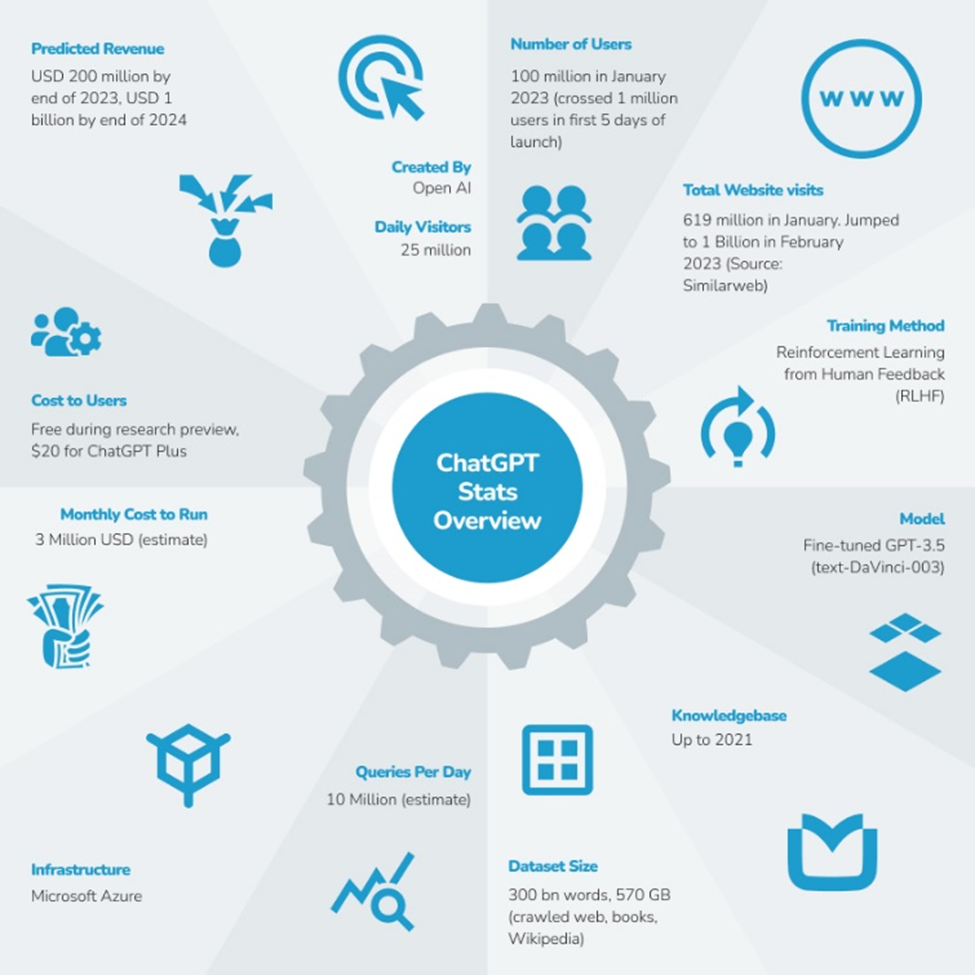 Predicted Revenue
USD 200 million by
end of 2023, USD 1
billion by end of 2024
Created By
Open AI
Daily Visitors
25 million
Number of Users
100 million in January
2023 (crossed 1 million
users in first 5 days of
launch)
W W W
Total Website visits
619 million in January. Jumped
to 1 Billion in February
2023 (Source:
Similarweb)
Training Method
Reinforcement Learning
from Human Feedback
(RLHF)
Cost to Users
Free during research preview,
$20 for ChatGPT Plus
ChatGPT
Stats
Overview
Monthly Cost to Run
3 Million USD (estimate)
Model
Fine-tuned GPT-3.5
(text-DaVinci-003)
Knowledgebase
Up to 2021
Queries Per Day
10 Million (estimate)
Infrastructure
Microsoft Azure
Dataset Size
300 bn words, 570 GB
(crawled web, books,
Wikipedia)